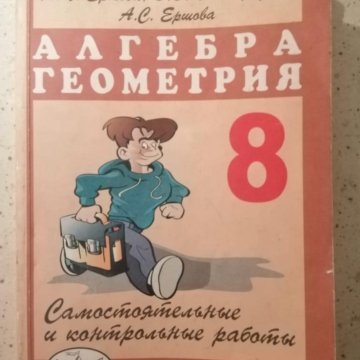 А.С. Ершова
АЛГЕБРА
ГЕОМЕТРИЯ
8
Самостоятельные
и контрольные работы